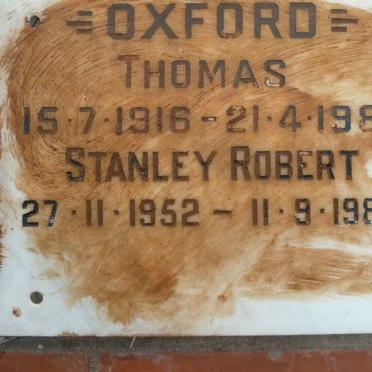 OXFORD
THOMAS
15·7·1916 - 21·4·198
STANLEY ROBERT
27·11·1952 - 11·9·198